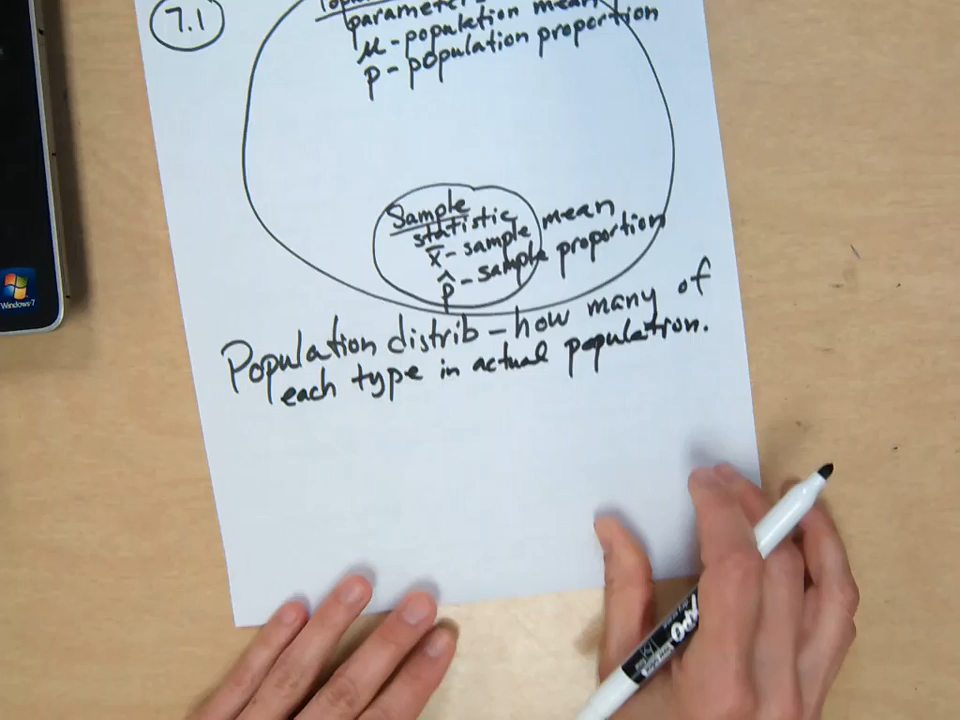 7.1
parameter
μ - population mean
p - population proportion
Sample
statistic
x̄ - sample mean
p̂ - sample proportion
Population distrib - how many of
each type in actual population.
Windows 7
EXPO